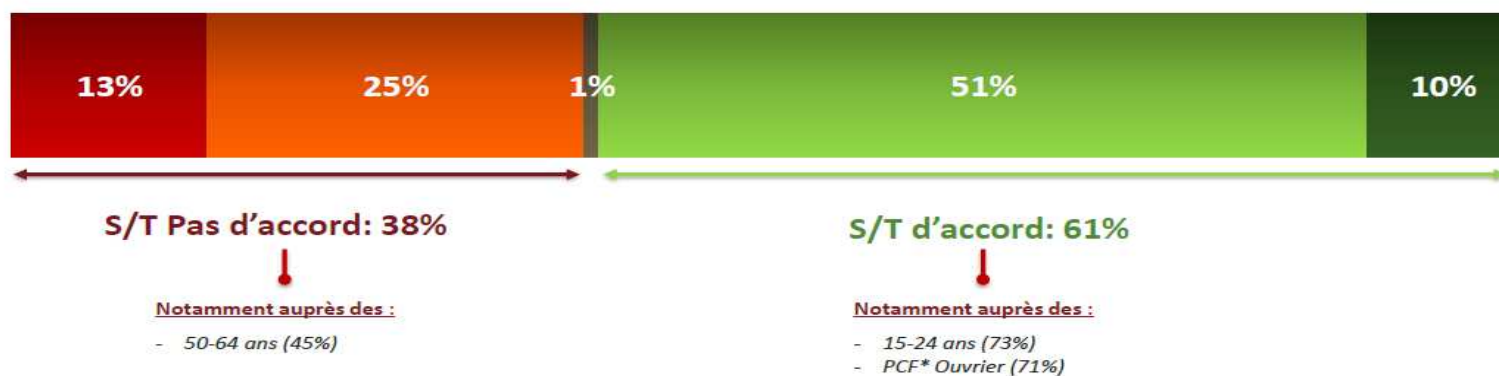 13% 25% 1% 51% 10%
S/T Pas d'accord: 38%
S/T d'accord: 61%
Notamment auprès des :
- 50-64 ans (45%)
Notamment auprès des :
- 15-24 ans (73%)
- PCF* Ouvrier (71%)